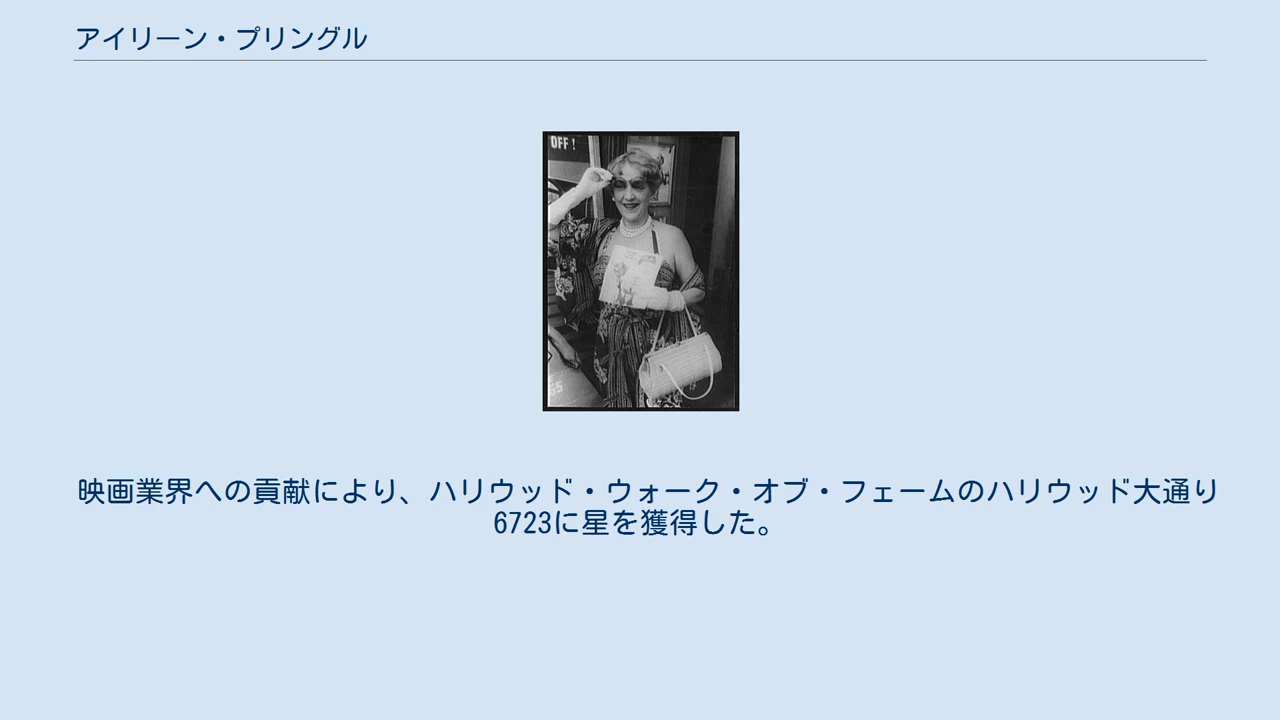 アイリーン・プリングル
OFF!
映画業界への貢献により、ハリウッド・ウォーク・オブ・フェームのハリウッド大通り
6723に星を獲得した。